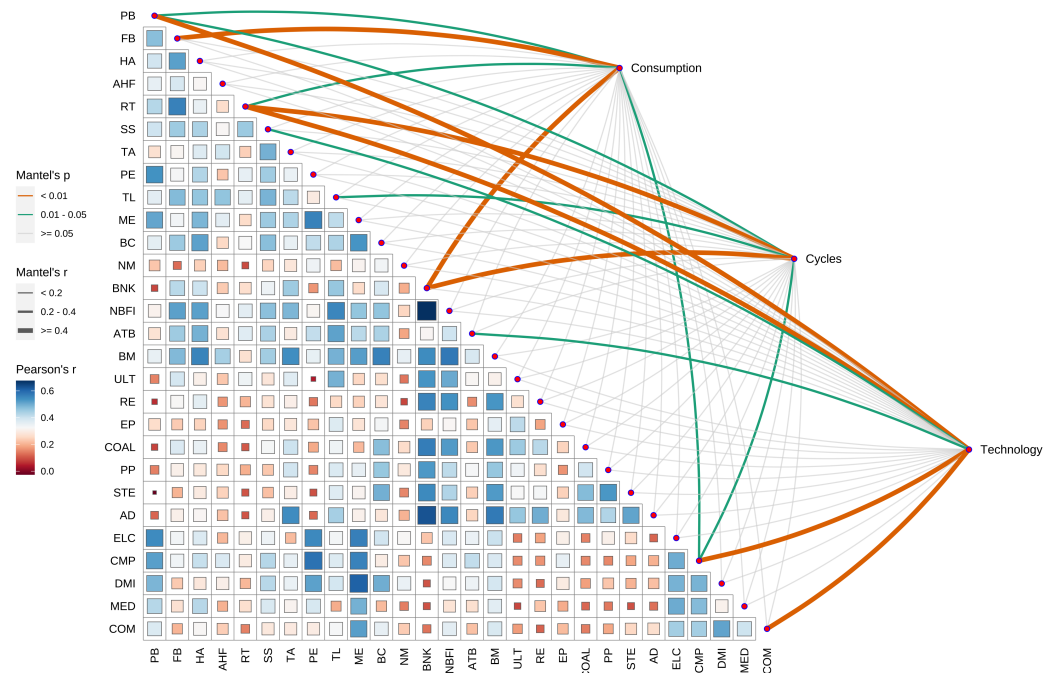 PB
FB
HA
AHF
RT
SS
TA
PE
TL
ME
BC
NM
BNK
NBFI
ATB
BM
ULT
RE
EP
COAL
PP
STE
AD
ELC
CMP
DMI
MED
COM
Consumption
Cycles
Technology
Mantel's p
< 0.01
0.01 - 0.05
>= 0.05
Mantel's r
< 0.2
0.2 - 0.4
>= 0.4
Pearson's r
0.6
0.4
0.2
0.0
PB FB HA AHF RT SS TA PE TL ME BC NM BNK NBFI ATB BM ULT RE EP COAL PP STE AD ELC CMP DMI MED COM